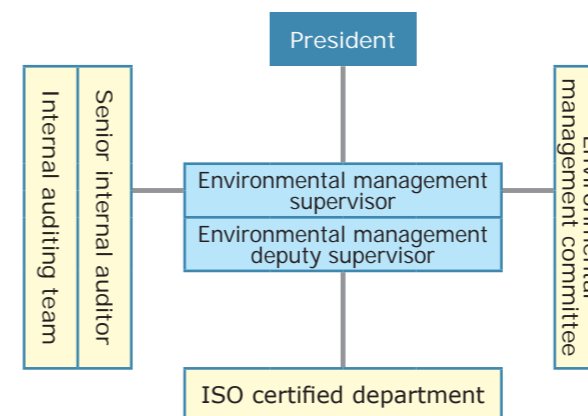 President
Internal auditing team
Senior internal auditor
Environmental management
supervisor
Environmental management
deputy supervisor
Environmental
management committee
ISO certified department